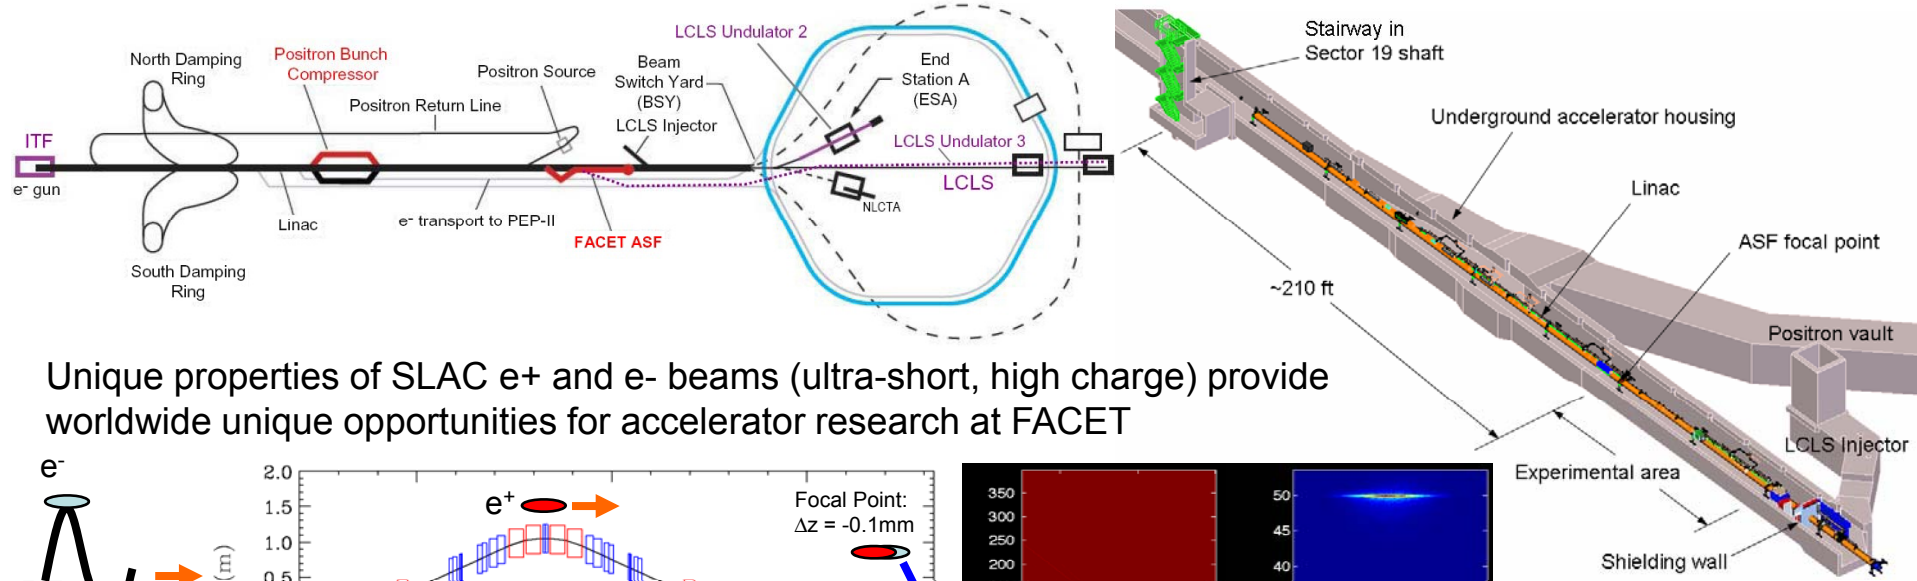 North Damping
Ring
Positron Bunch
Compressor
Positron Source
Positron Return Line
LCLS Undulator 2
Beam
Switch Yard
(BSY)
LCLS Injector
End
Station A
(ESA)
LCLS Undulator 3
LCLS
NLCTA
ITF
e- gun
Linac
e- transport to PEP-II
FACET ASF
South Damping
Ring
Stairway in
Sector 19 shaft
Underground accelerator housing
Linac
ASF focal point
~210 ft
Positron vault
LCLS Injector
Experimental area
Shielding wall
Unique properties of SLAC e+ and e- beams (ultra-short, high charge) provide
worldwide unique opportunities for accelerator research at FACET
e-
2.0
1.5
1.0
0.5
(m)
e+
Focal Point:
Δz = -0.1mm
350
300
250
200
50
45
40